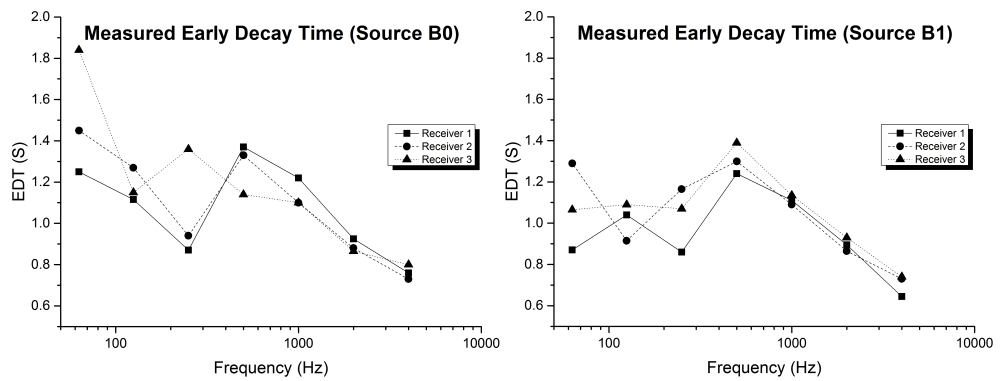 Measured Early Decay Time (Source B0)
2.0
1.8
1.6
1.4
1.2
1.0
0.8
0.6
EDT (S)
Receiver 1
Receiver 2
Receiver 3
100
1000
10000
Frequency (Hz)
Measured Early Decay Time (Source B1)
2.0
1.8
1.6
1.4
1.2
1.0
0.8
0.6
EDT (S)
Receiver 1
Receiver 2
Receiver 3
100
1000
10000
Frequency (Hz)